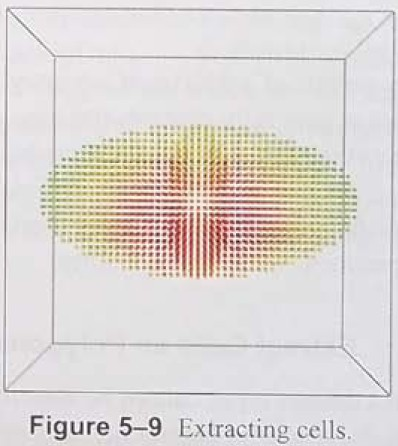 Figure 5–9 Extracting cells.